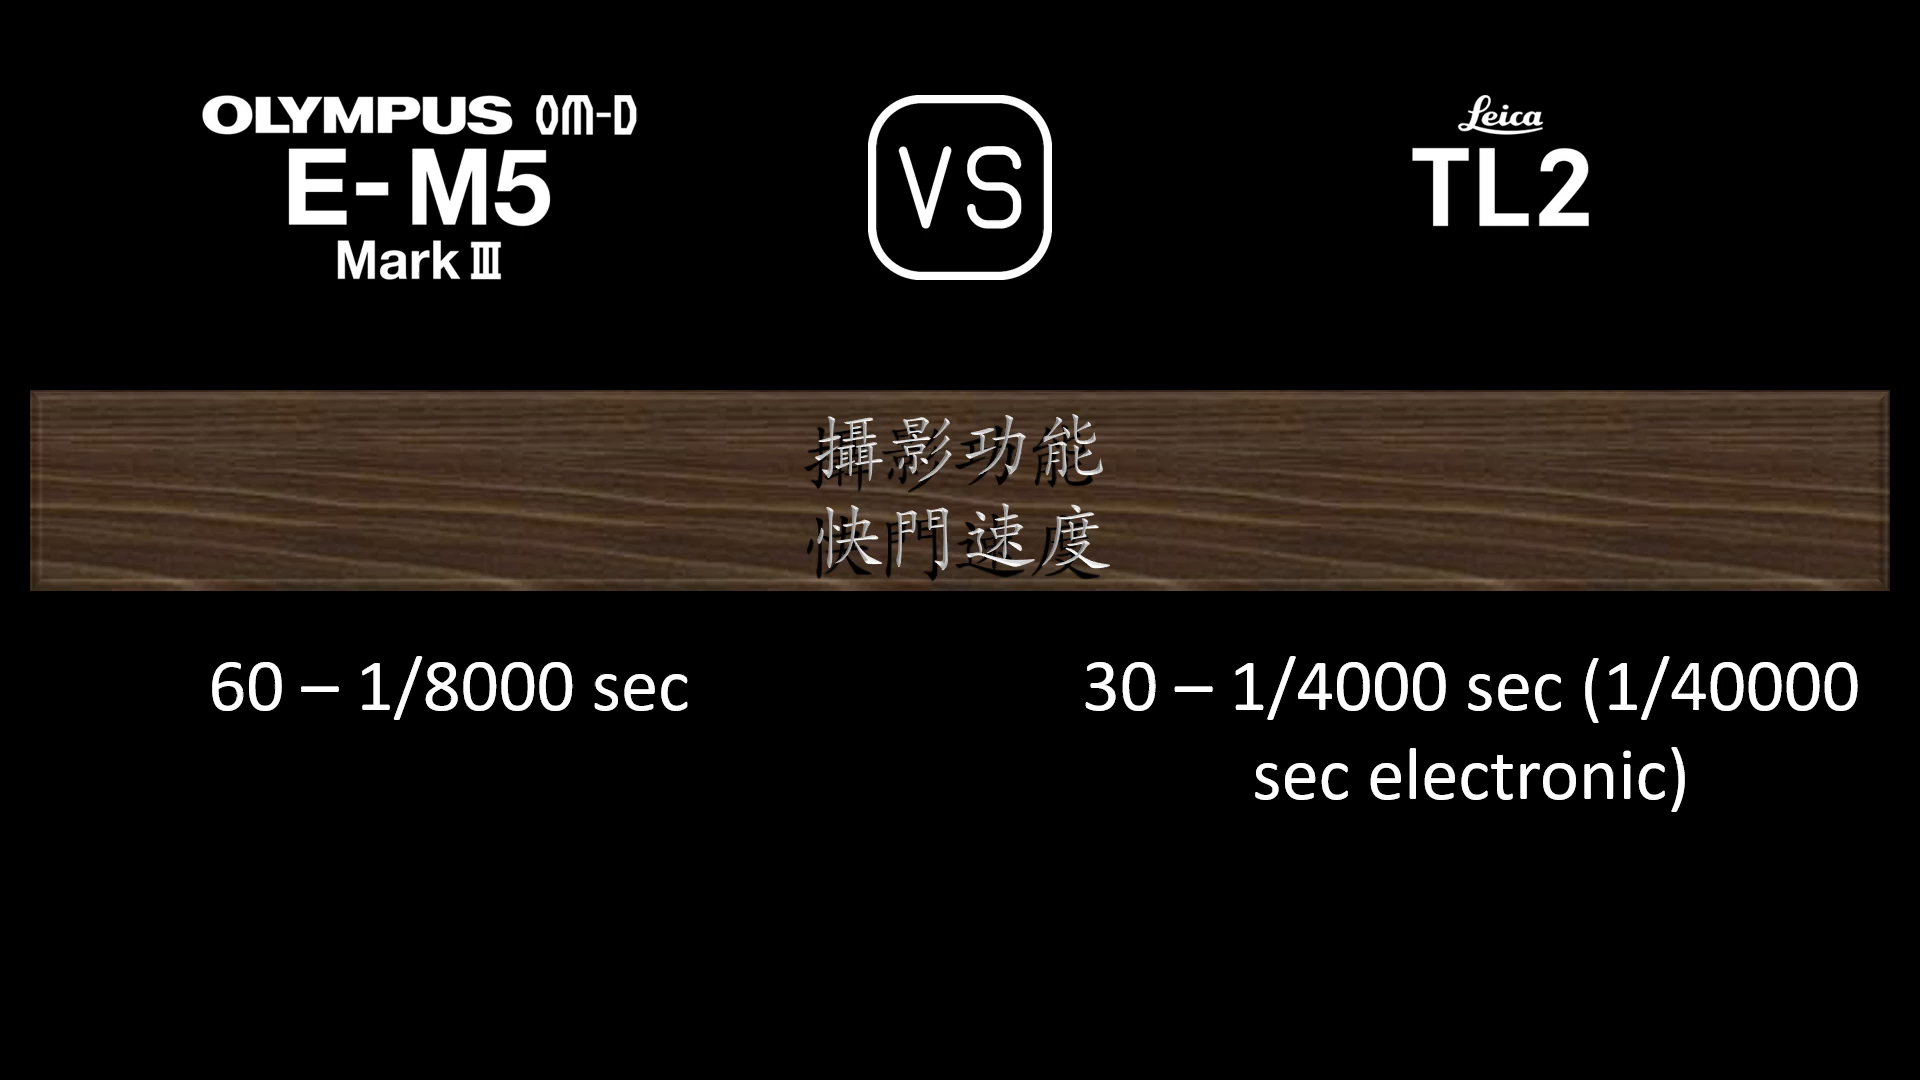 OLYMPUS OM-D
E-M5
Mark III
VS
Leica
TL2
攝影功能
快門速度
60 – 1/8000 sec
30 – 1/4000 sec (1/40000
sec electronic)